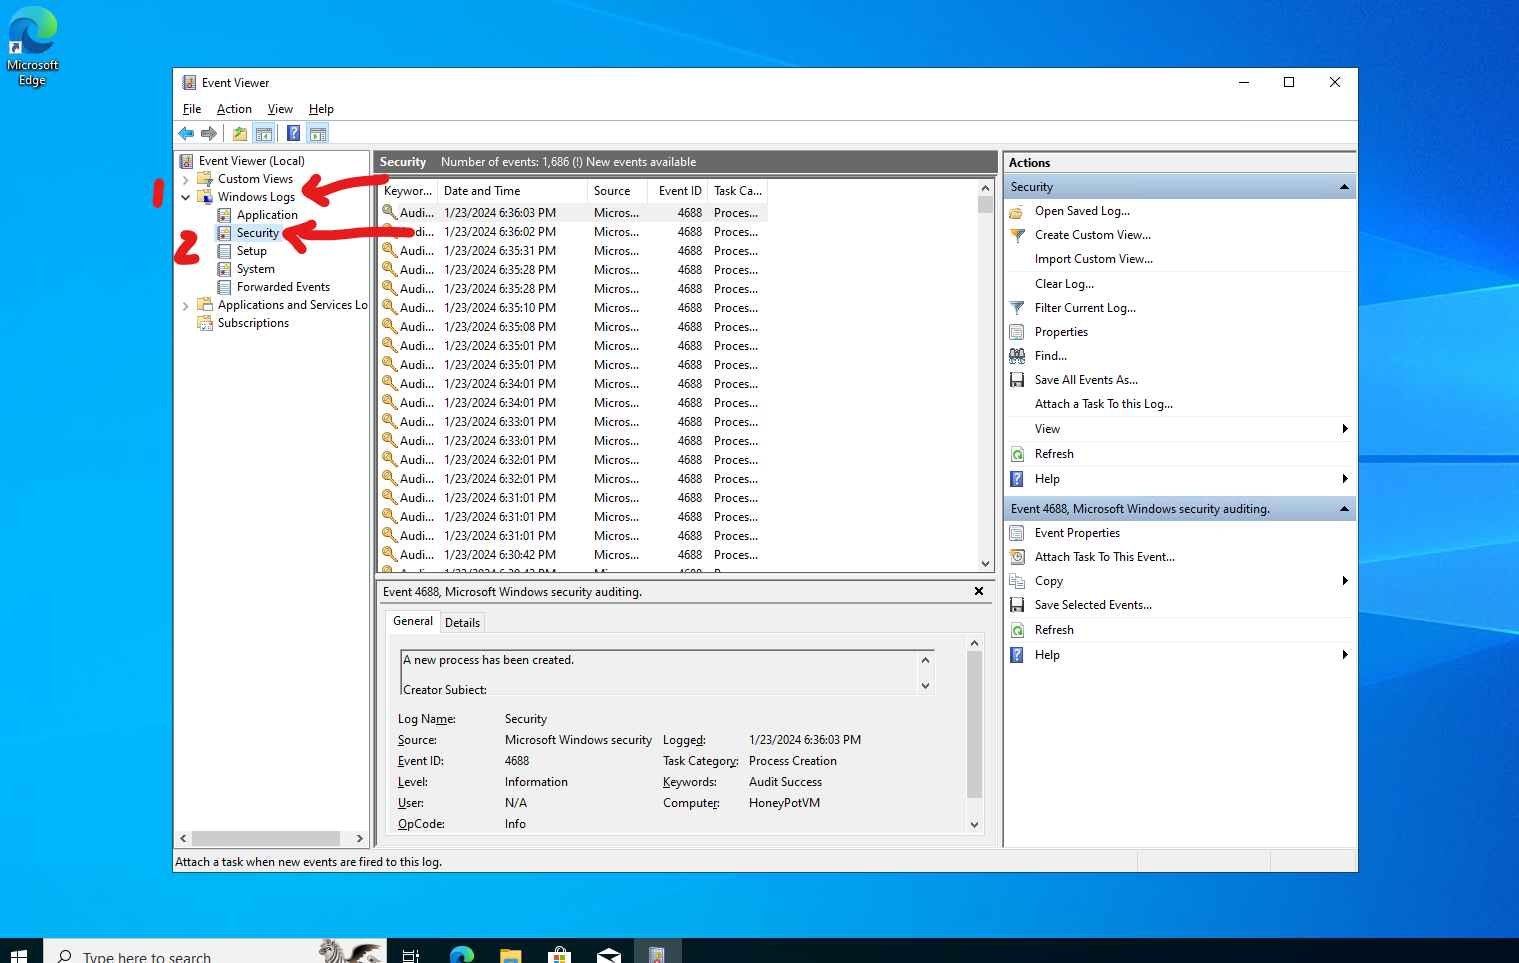 Microsoft
Edge
Event Viewer
File Action View Help
Event Viewer (Local)
Custom Views
1
Windows Logs
Application
Security
2
Setup
System
Forwarded Events
Applications and Services Lo
Subscriptions
Security Number of events: 1,686 (!) New events available
Keywor... Date and Time Source Event ID Task Ca...
Audi... 1/23/2024 6:36:03 PM Micros... 4688 Proces...
1/23/2024 6:36:02 PM Micros... 4688 Proces...
Audi... 1/23/2024 6:35:31 PM Micros... 4688 Proces...
Audi... 1/23/2024 6:35:28 PM Micros... 4688 Proces...
Audi... 1/23/2024 6:35:28 PM Micros... 4688 Proces...
Audi... 1/23/2024 6:35:10 PM Micros... 4688 Proces...
Audi... 1/23/2024 6:35:08 PM Micros... 4688 Proces...
Audi... 1/23/2024 6:35:01 PM Micros... 4688 Proces...
Audi... 1/23/2024 6:35:01 PM Micros... 4688 Proces...
Audi... 1/23/2024 6:34:01 PM Micros... 4688 Proces...
Audi... 1/23/2024 6:34:01 PM Micros... 4688 Proces...
Audi... 1/23/2024 6:33:01 PM Micros... 4688 Proces...
Audi... 1/23/2024 6:33:01 PM Micros... 4688 Proces...
Audi... 1/23/2024 6:32:01 PM Micros... 4688 Proces...
Audi... 1/23/2024 6:32:01 PM Micros... 4688 Proces...
Audi... 1/23/2024 6:31:01 PM Micros... 4688 Proces...
Audi... 1/23/2024 6:31:01 PM Micros... 4688 Proces...
Audi... 1/23/2024 6:31:01 PM Micros... 4688 Proces...
Audi... 1/23/2024 6:30:42 PM Micros... 4688 Proces...
Event 4688, Microsoft Windows security auditing.
General Details
A new process has been created.
Creator Subject:
Log Name: Security
Source: Microsoft Windows security Logged: 1/23/2024 6:36:03 PM
Event ID: 4688 Task Category: Process Creation
Level: Information Keywords: Audit Success
User: N/A Computer: HoneyPotVM
OpCode: Info
Actions
Security
Open Saved Log...
Create Custom View...
Import Custom View...
Clear Log...
Filter Current Log...
Properties
Find...
Save All Events As...
Attach a Task To this Log...
View
Refresh
Help
Event 4688, Microsoft Windows security auditing.
Event Properties
Attach Task To This Event...
Copy
Save Selected Events...
Refresh
Help
Attach a task when new events are fired to this log.
Type here to search